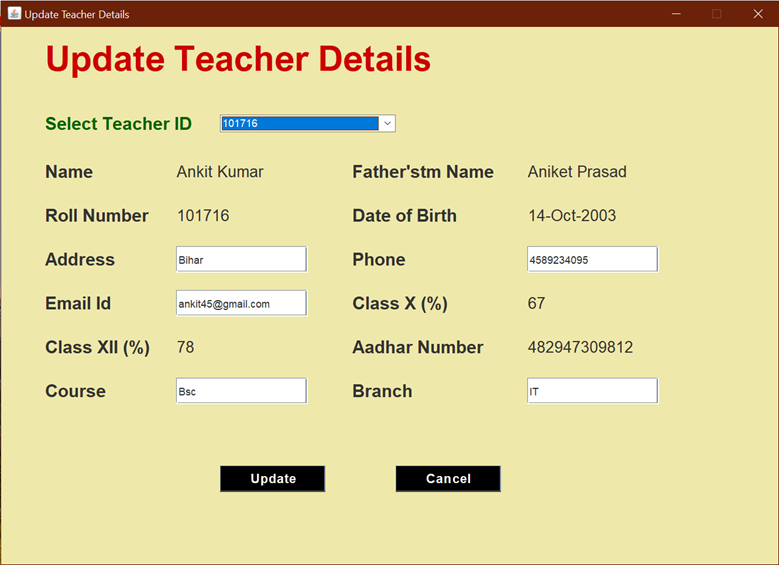 Update Teacher Details
Update Teacher Details
Select Teacher ID 101716
Name Ankit Kumar Father'stm Name Aniket Prasad
Roll Number 101716 Date of Birth 14-Oct-2003
Address Bihar Phone 4589234095
Email Id ankit45@gmail.com Class X (%) 67
Class XII (%) 78 Aadhar Number 482947309812
Course Bsc Branch IT
Update Cancel